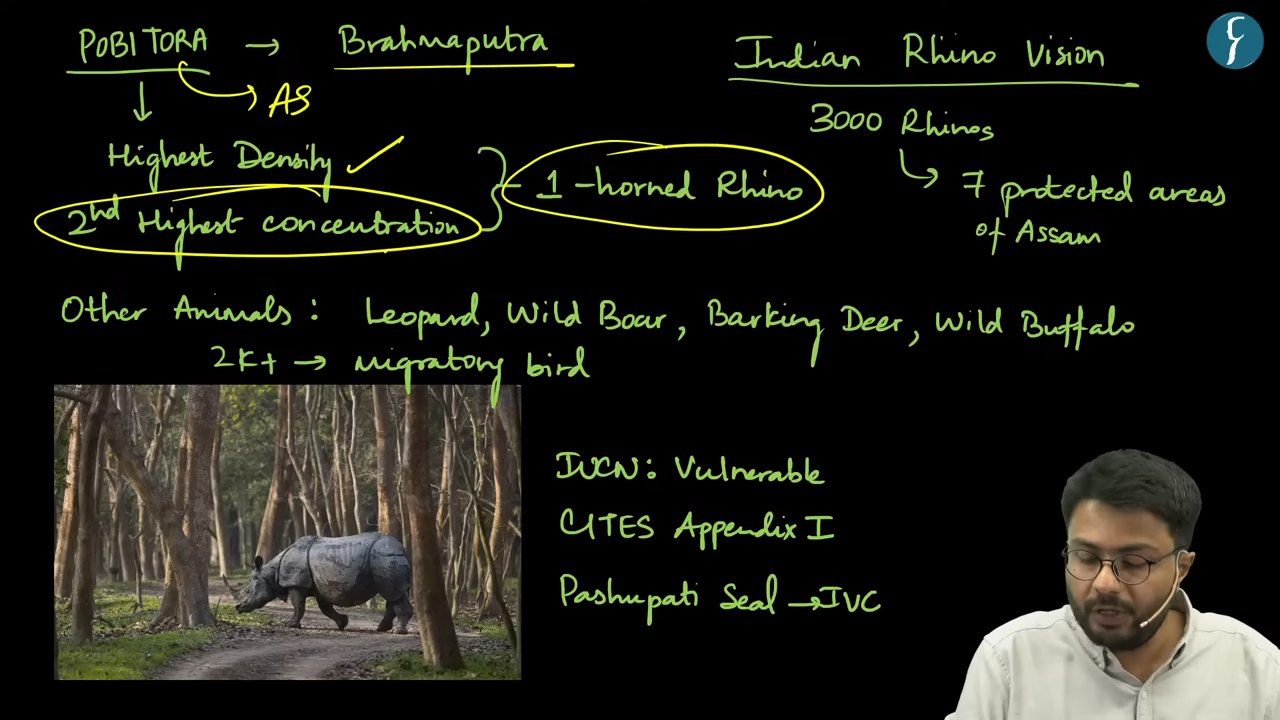 POBITORA → Brahmaputra
AS
Highest Density ✓
2nd Highest concentration
1-horned Rhino
Indian Rhino Vision
3000 Rhinos
7 protected areas
of Assam
Other Animals: Leopard, Wild Boar, Barking Deer, Wild Buffalo
2K+ → migratory bird
IUCN: Vulnerable
CITES Appendix I
Pashupati Seal → IVC